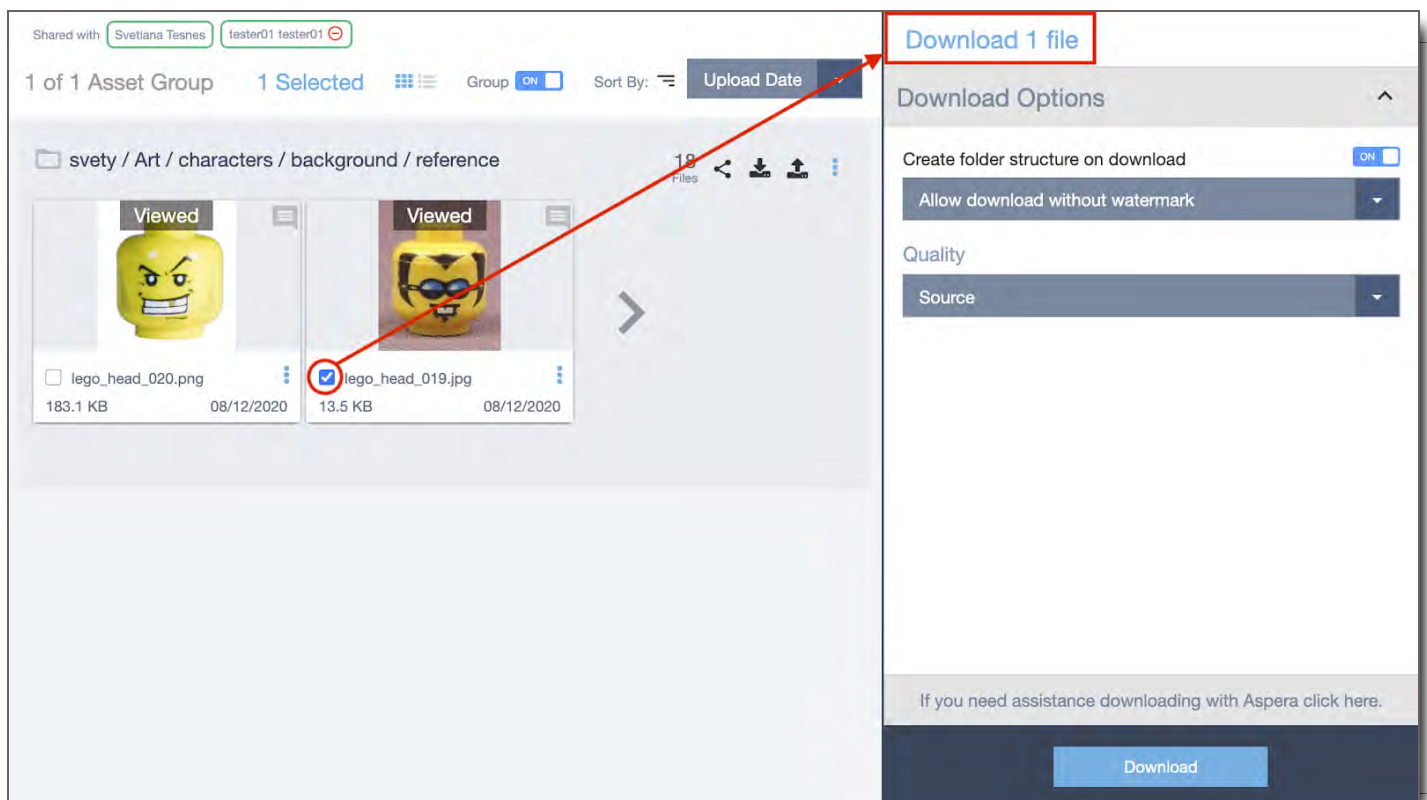 Shared with Svetlana Tesnes tester01 tester01
1 of 1 Asset Group 1 Selected Group ON Sort By: Upload Date
svety / Art / characters / background / reference 18 Files
Viewed Viewed
lego_head_020.png lego_head_019.jpg
183.1 KB 08/12/2020 13.5 KB 08/12/2020
Download 1 file
Download Options
Create folder structure on download ON
Allow download without watermark
Quality
Source
If you need assistance downloading with Aspera click here.
Download